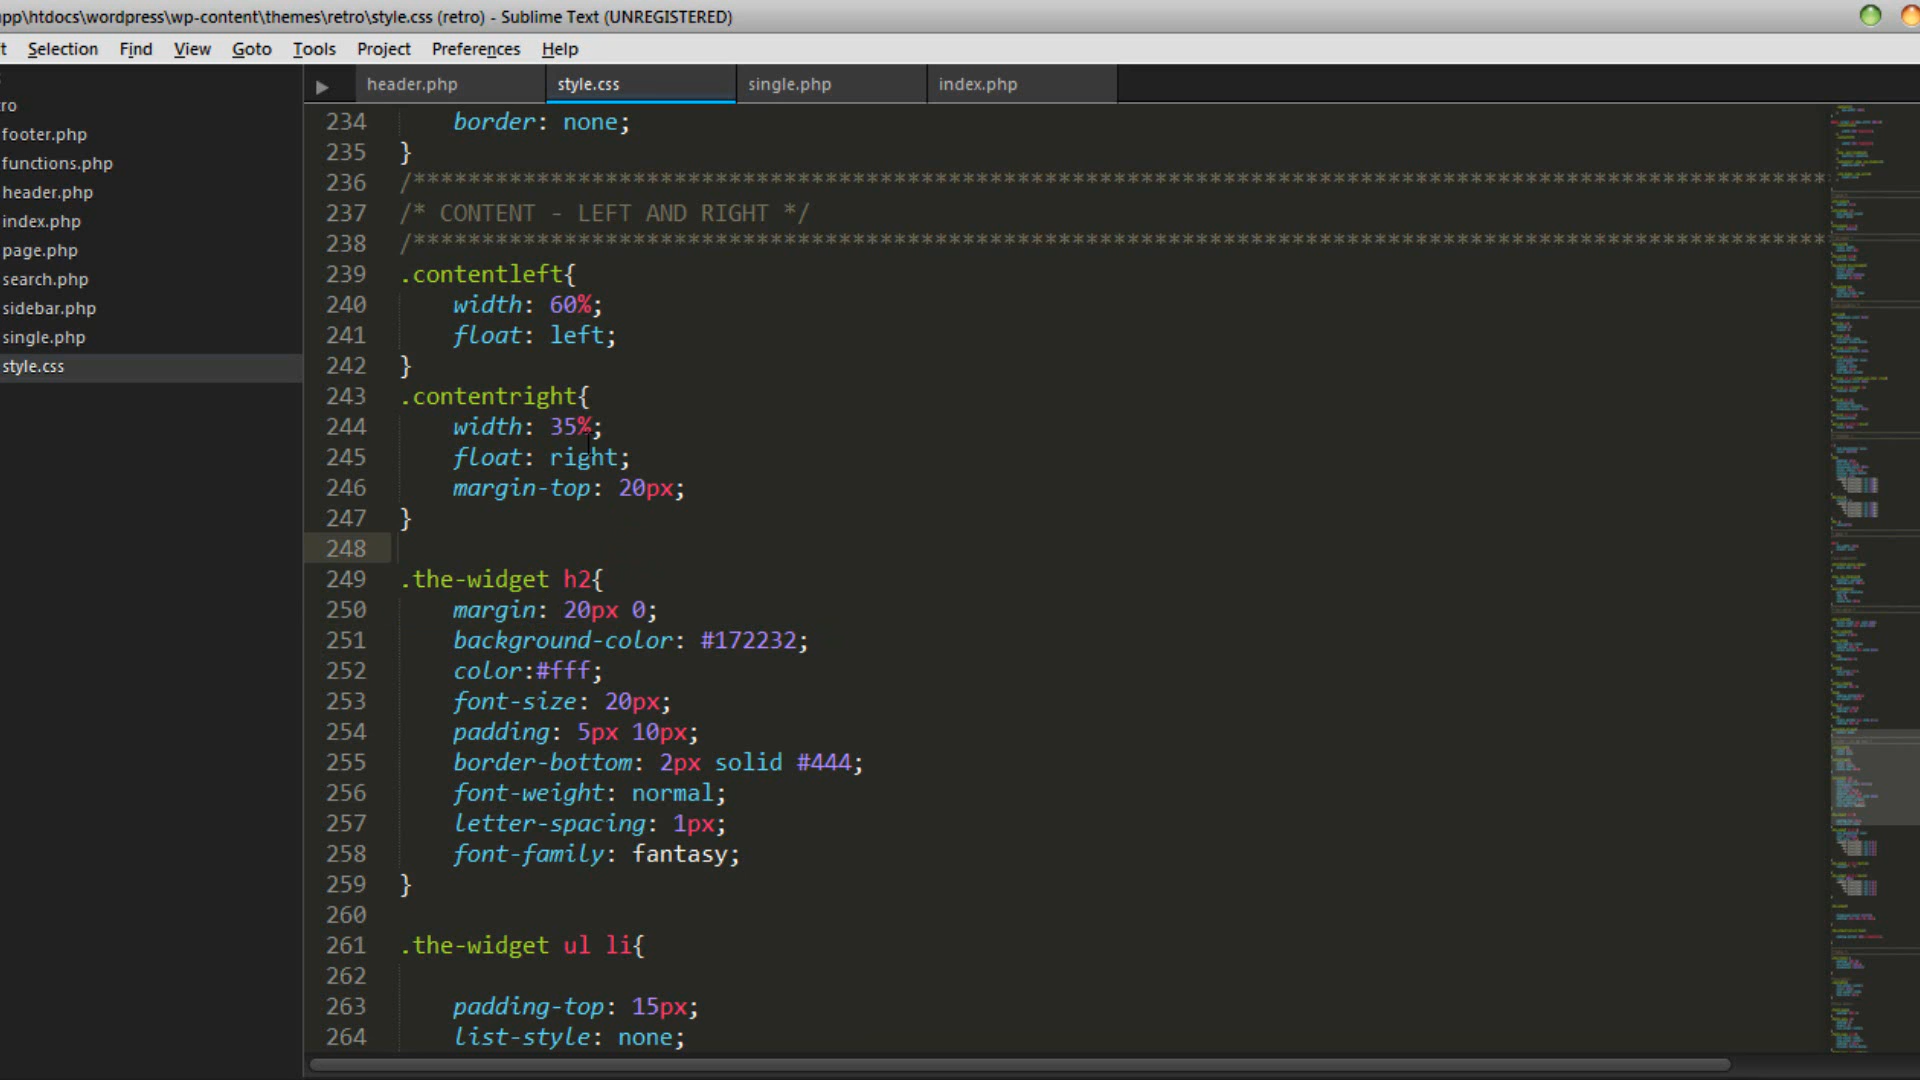 app\htdocs\wordpress\wp-content\themes\retro\style.css (retro) - Sublime Text (UNREGISTERED)
Selection Find View Goto Tools Project Preferences Help
header.php style.css single.php index.php
ro
footer.php
functions.php
header.php
index.php
page.php
search.php
sidebar.php
single.php
style.css
234 border: none;
235 }
236 /*******************************************************************************************************
237 /* CONTENT - LEFT AND RIGHT */
238 /*******************************************************************************************************
239 .contentleft{
240 width: 60%;
241 float: left;
242 }
243 .contentright{
244 width: 35%;
245 float: right;
246 margin-top: 20px;
247 }
248
249 .the-widget h2{
250 margin: 20px 0;
251 background-color: #172232;
252 color:#fff;
253 font-size: 20px;
254 padding: 5px 10px;
255 border-bottom: 2px solid #444;
256 font-weight: normal;
257 letter-spacing: 1px;
258 font-family: fantasy;
259 }
260
261 .the-widget ul li{
262
263 padding-top: 15px;
264 list-style: none;